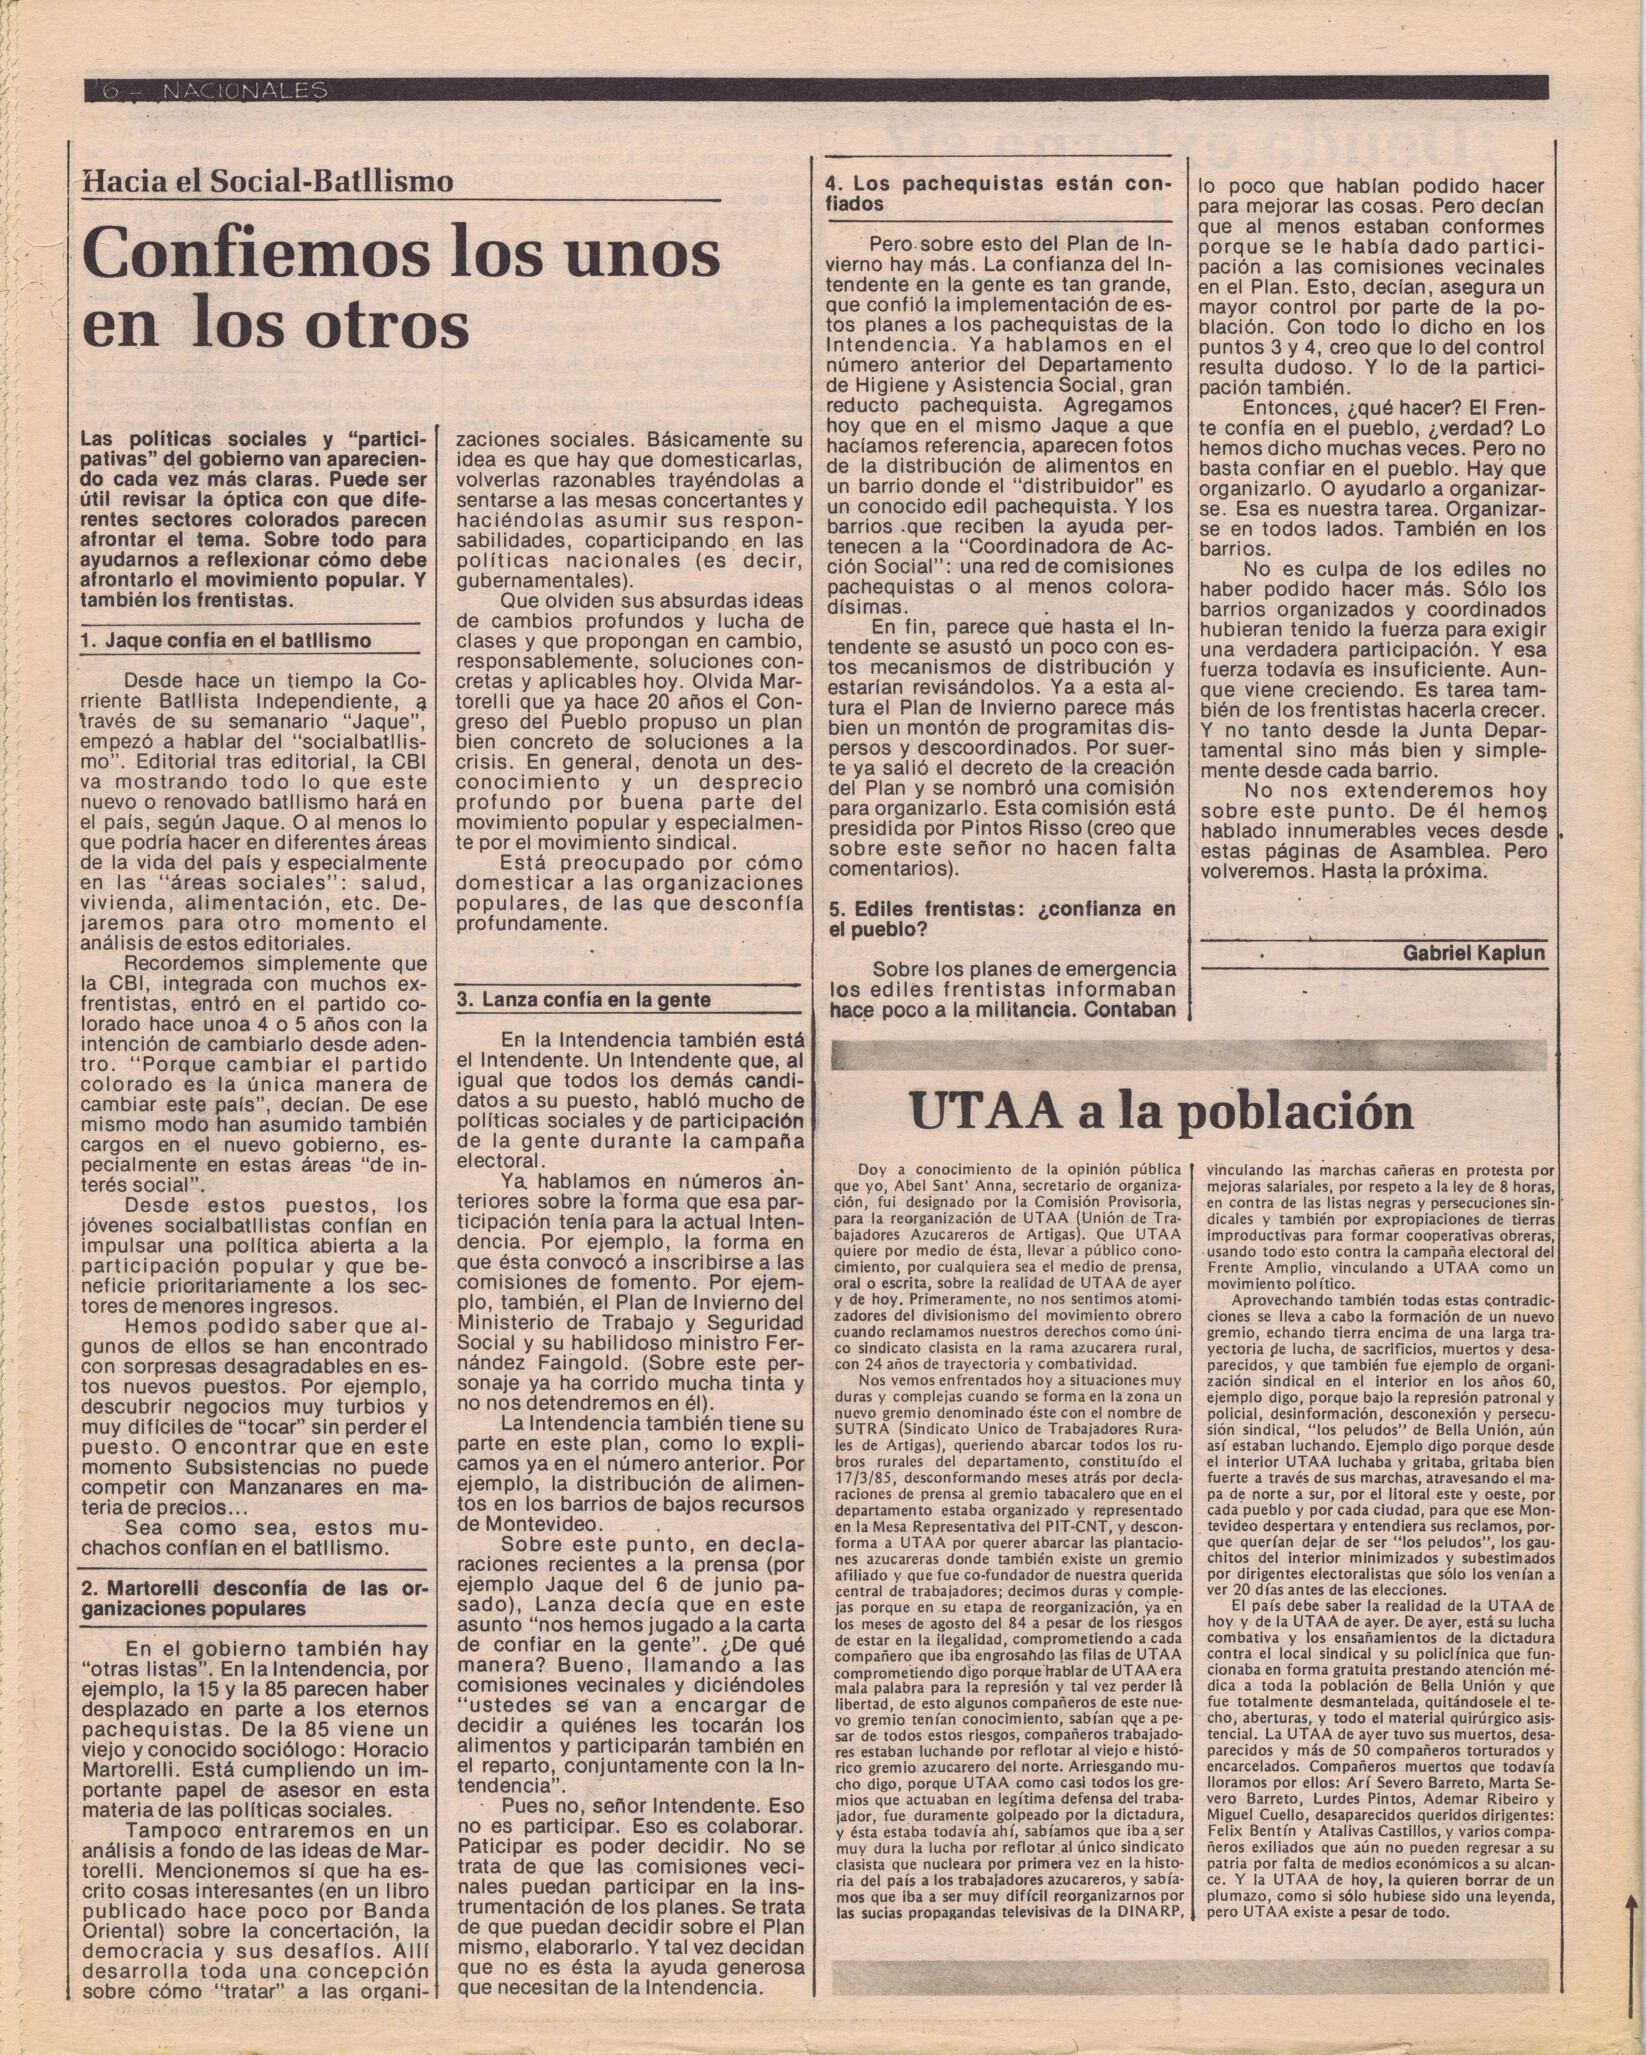 6 - NACIONALES
Hacia el Social-Batllismo
Confiemos los unos
en los otros
Las políticas sociales y “partici-
pativas” del gobierno van aparecien-
do cada vez más claras. Puede ser
útil revisar la óptica con que dife-
rentes sectores colorados parecen
afrontar el tema. Sobre todo para
ayudarnos a reflexionar cómo debe
afrontarlo el movimiento popular. Y
también los frentistas.
1. Jaque confía en el batllismo
Desde hace un tiempo la Co-
rriente Batllista Independiente, a
través de su semanario “Jaque”,
empezó a hablar del “socialbatllis-
mo”. Editorial tras editorial, la CBI
va mostrando todo lo que este
nuevo o renovado batllismo hará en
el país, según Jaque. O al menos lo
que podría hacer en diferentes áreas
de la vida del país y especialmente
en las “áreas sociales”: salud,
vivienda, alimentación, etc. De-
jaremos para otro momento el
análisis de estos editoriales.
Recordemos simplemente que
la CBI, integrada con muchos ex-
frentistas, entró en el partido co-
lorado hace unoa 4 o 5 años con la
intención de cambiarlo desde aden-
tro. “Porque cambiar el partido
colorado es la única manera de
cambiar este país”, decían. De ese
mismo modo han asumido también
cargos en el nuevo gobierno, es-
pecialmente en estas áreas “de in-
terés social”.
Desde estos puestos, los
jóvenes socialbatllistas confían en
impulsar una política abierta a la
participación popular y que be-
neficie prioritariamente a los sec-
tores de menores ingresos.
Hemos podido saber que al-
gunos de ellos se han encontrado
con sorpresas desagradables en es-
tos nuevos puestos. Por ejemplo,
descubrir negocios muy turbios y
muy difíciles de “tocar” sin perder el
puesto. O encontrar que en este
momento Subsistencias no puede
competir con Manzanares en ma-
teria de precios...
Sea como sea, estos mu-
chachos confían en el batllismo.
2. Martorelli desconfía de las or-
ganizaciones populares
En el gobierno también hay
“otras listas”. En la Intendencia, por
ejemplo, la 15 y la 85 parecen haber
desplazado en parte a los eternos
pachequistas. De la 85 viene un
viejo y conocido sociólogo: Horacio
Martorelli. Está cumpliendo un im-
portante papel de asesor en esta
materia de las políticas sociales.
Tampoco entraremos en un
análisis a fondo de las ideas de Mar-
torelli. Mencionemos sí que ha es-
crito cosas interesantes (en un libro
publicado hace poco por Banda
Oriental) sobre la concertación, la
democracia y sus desafíos. Allí
desarrolla toda una concepción
sobre cómo “tratar” a las organi-
zaciones sociales. Básicamente su
idea es que hay que domesticarlas,
volverlas razonables trayéndolas a
sentarse a las mesas concertantes y
haciéndolas asumir sus respon-
sabilidades, coparticipando en las
políticas nacionales (es decir,
gubernamentales).
Que olviden sus absurdas ideas
de cambios profundos y lucha de
clases y que propongan en cambio,
responsablemente, soluciones con-
cretas y aplicables hoy. Olvida Mar-
torelli que ya hace 20 años el Con-
greso del Pueblo propuso un plan
bien concreto de soluciones a la
crisis. En general, denota un des-
conocimiento y un desprecio
profundo por buena parte del
movimiento popular y especialmen-
te por el movimiento sindical.
Está preocupado por cómo
domesticar a las organizaciones
populares, de las que desconfía
profundamente.
3. Lanza confía en la gente
En la Intendencia también está
el Intendente. Un Intendente que, al
igual que todos los demás candi-
datos a su puesto, habló mucho de
políticas sociales y de participación
de la gente durante la campaña
electoral.
Ya hablamos en números an-
teriores sobre la forma que esa par-
ticipación tenía para la actual Inten-
dencia. Por ejemplo, la forma en
que ésta convocó a inscribirse a las
comisiones de fomento. Por ejem-
plo, también, el Plan de Invierno del
Ministerio de Trabajo y Seguridad
Social y su habilidoso ministro Fer-
nández Faingold. (Sobre este per-
sonaje ya ha corrido mucha tinta y
no nos detendremos en él).
La Intendencia también tiene su
parte en este plan, como lo expli-
camos ya en el número anterior. Por
ejemplo, la distribución de alimen-
tos en los barrios de bajos recursos
de Montevideo.
Sobre este punto, en decla-
raciones recientes a la prensa (por
ejemplo Jaque del 6 de junio pa-
sado), Lanza decía que en este
asunto “nos hemos jugado a la carta
de confiar en la gente”. ¿De qué
manera? Bueno, llamando a las
comisiones vecinales y diciéndoles
“ustedes se van a encargar de
decidir a quiénes les tocarán los
alimentos y participarán también en
el reparto, conjuntamente con la In-
tendencia”.
Pues no, señor Intendente. Eso
no es participar. Eso es colaborar.
Paticipar es poder decidir. No se
trata de que las comisiones veci-
nales puedan participar en la ins-
trumentación de los planes. Se trata
de que puedan decidir sobre el Plan
mismo, elaborarlo. Y tal vez decidan
que no es ésta la ayuda generosa
que necesitan de la Intendencia.
4. Los pachequistas están con-
fiados
Pero sobre esto del Plan de In-
vierno hay más. La confianza del In-
tendente en la gente es tan grande,
que confió la implementación de es-
tos planes a los pachequistas de la
Intendencia. Ya hablamos en el
número anterior del Departamento
de Higiene y Asistencia Social, gran
reducto pachequista. Agregamos
hoy que en el mismo Jaque a que
hacíamos referencia, aparecen fotos
de la distribución de alimentos en
un barrio donde el “distribuidor” es
un conocido edil pachequista. Y los
barrios que reciben la ayuda per-
tenecen a la “Coordinadora de Ac-
ción Social”: una red de comisiones
pachequistas o al menos colora-
dísimas.
En fin, parece que hasta el In-
tendente se asustó un poco con es-
tos mecanismos de distribución y
estarían revisándolos. Ya a esta al-
tura el Plan de Invierno parece más
bien un montón de programitas dis-
persos y descoordinados. Por suer-
te ya salió el decreto de la creación
del Plan y se nombró una comisión
para organizarlo. Esta comisión está
presidida por Pintos Risso (creo que
sobre este señor no hacen falta
comentarios).
5. Ediles frentistas: ¿confianza en
el pueblo?
Sobre los planes de emergencia
los ediles frentistas informaban
hace poco a la militancia. Contaban
lo poco que habían podido hacer
para mejorar las cosas. Pero decían
que al menos estaban conformes
porque se le había dado partici-
pación a las comisiones vecinales
en el Plan. Esto, decían, asegura un
mayor control por parte de la po-
blación. Con todo lo dicho en los
puntos 3 y 4, creo que lo del control
resulta dudoso. Y lo de la partici-
pación también.
Entonces, ¿qué hacer? El Fren-
te confía en el pueblo, ¿verdad? Lo
hemos dicho muchas veces. Pero no
basta confiar en el pueblo. Hay que
organizarlo. O ayudarlo a organizar-
se. Esa es nuestra tarea. Organizar-
se en todos lados. También en los
barrios.
No es culpa de los ediles no
haber podido hacer más. Sólo los
barrios organizados y coordinados
hubieran tenido la fuerza para exigir
una verdadera participación. Y esa
fuerza todavía es insuficiente. Aun-
que viene creciendo. Es tarea tam-
bién de los frentistas hacerla crecer.
Y no tanto desde la Junta Depar-
tamental sino más bien y simple-
mente desde cada barrio.
No nos extenderemos hoy
sobre este punto. De él hemos
hablado innumerables veces desde
estas páginas de Asamblea. Pero
volveremos. Hasta la próxima.
Gabriel Kaplun
UTAA a la población
Doy a conocimiento de la opinión pública
que yo, Abel Sant' Anna, secretario de organiza-
ción, fui designado por la Comisión Provisoria,
para la reorganización de UTAA (Unión de Tra-
bajadores Azucareros de Artigas). Que UTAA
quiere por medio de ésta, llevar a público cono-
cimiento, por cualquiera sea el medio de prensa,
oral o escrita, sobre la realidad de UTAA de ayer
y de hoy. Primeramente, no nos sentimos atomi-
zadores del divisionismo del movimiento obrero
cuando reclamamos nuestros derechos como úni-
co sindicato clasista en la rama azucarera rural,
con 24 años de trayectoria y combatividad.
Nos vemos enfrentados hoy a situaciones muy
duras y complejas cuando se forma en la zona un
nuevo gremio denominado éste con el nombre de
SUTRA (Sindicato Unico de Trabajadores Rura-
les de Artigas), queriendo abarcar todos los ru-
bros rurales del departamento, constituído el
17/3/85, desconformando meses atrás por decla-
raciones de prensa al gremio tabacalero que en el
departamento estaba organizado y representado
en la Mesa Representativa del PIT-CNT, y descon-
forma a UTAA por querer abarcar las plantacio-
nes azucareras donde también existe un gremio
afiliado y que fue co-fundador de nuestra querida
central de trabajadores; decimos duras y comple-
jas porque en su etapa de reorganización, ya en
los meses de agosto del 84 a pesar de los riesgos
de estar en la ilegalidad, comprometiendo a cada
compañero que iba engrosando las filas de UTAA
comprometiendo digo porque hablar de UTAA era
mala palabra para la represión y tal vez perder la
libertad, de esto algunos compañeros de este nue-
vo gremio tenían conocimiento, sabían que a pe-
sar de todos estos riesgos, compañeros trabajado-
res estaban luchando por reflotar al viejo e histó-
rico gremio azucarero del norte. Arriesgando mu-
cho digo, porque UTAA como casi todos los gre-
mios que actuaban en legítima defensa del traba-
jador, fue duramente golpeado por la dictadura,
y ésta estaba todavía ahí, sabíamos que iba a ser
muy dura la lucha por reflotar al único sindicato
clasista que nucleara por primera vez en la histo-
ria del país a los trabajadores azucareros, y sabía-
mos que iba a ser muy difícil reorganizarnos por
las sucias propagandas televisivas de la DINARP,
vinculando las marchas cañeras en protesta por
mejoras salariales, por respeto a la ley de 8 horas,
en contra de las listas negras y persecuciones sin-
dicales y también por expropiaciones de tierras
improductivas para formar cooperativas obreras,
usando todo esto contra la campaña electoral del
Frente Amplio, vinculando a UTAA como un
movimiento político.
Aprovechando también todas estas contradic-
ciones se lleva a cabo la formación de un nuevo
gremio, echando tierra encima de una larga tra-
yectoria de lucha, de sacrificios, muertos y desa-
parecidos, y que también fue ejemplo de organi-
zación sindical en el interior en los años 60,
ejemplo digo, porque bajo la represión patronal y
policial, desinformación, desconexión y persecu-
sión sindical, “los peludos” de Bella Unión, aún
así estaban luchando. Ejemplo digo porque desde
el interior UTAA luchaba y gritaba, gritaba bien
fuerte a través de sus marchas, atravesando el ma-
pa de norte a sur, por el litoral este y oeste, por
cada pueblo y por cada ciudad, para que ese Mon-
tevideo despertara y entendiera sus reclamos, por-
que querían dejar de ser “los peludos”, los gau-
chitos del interior minimizados y subestimados
por dirigentes electoralistas que sólo los venían a
ver 20 días antes de las elecciones.
El país debe saber la realidad de la UTAA de
hoy y de la UTAA de ayer. De ayer, está su lucha
combativa y los ensañamientos de la dictadura
contra el local sindical y su policlínica que fun-
cionaba en forma gratuita prestando atención mé-
dica a toda la población de Bella Unión y que
fue totalmente desmantelada, quitándosele el te-
cho, aberturas, y todo el material quirúrgico asis-
tencial. La UTAA de ayer tuvo sus muertos, desa-
parecidos y más de 50 compañeros torturados y
encarcelados. Compañeros muertos que todavía
lloramos por ellos: Arí Severo Barreto, Marta Se-
vero Barreto, Lurdes Pintos, Ademar Ribeiro y
Miguel Cuello, desaparecidos queridos dirigentes:
Felix Bentín y Atalivas Castillos, y varios compa-
ñeros exiliados que aún no pueden regresar a su
patria por falta de medios económicos a su alcan-
ce. Y la UTAA de hoy, la quieren borrar de un
plumazo, como si sólo hubiese sido una leyenda,
pero UTAA existe a pesar de todo.